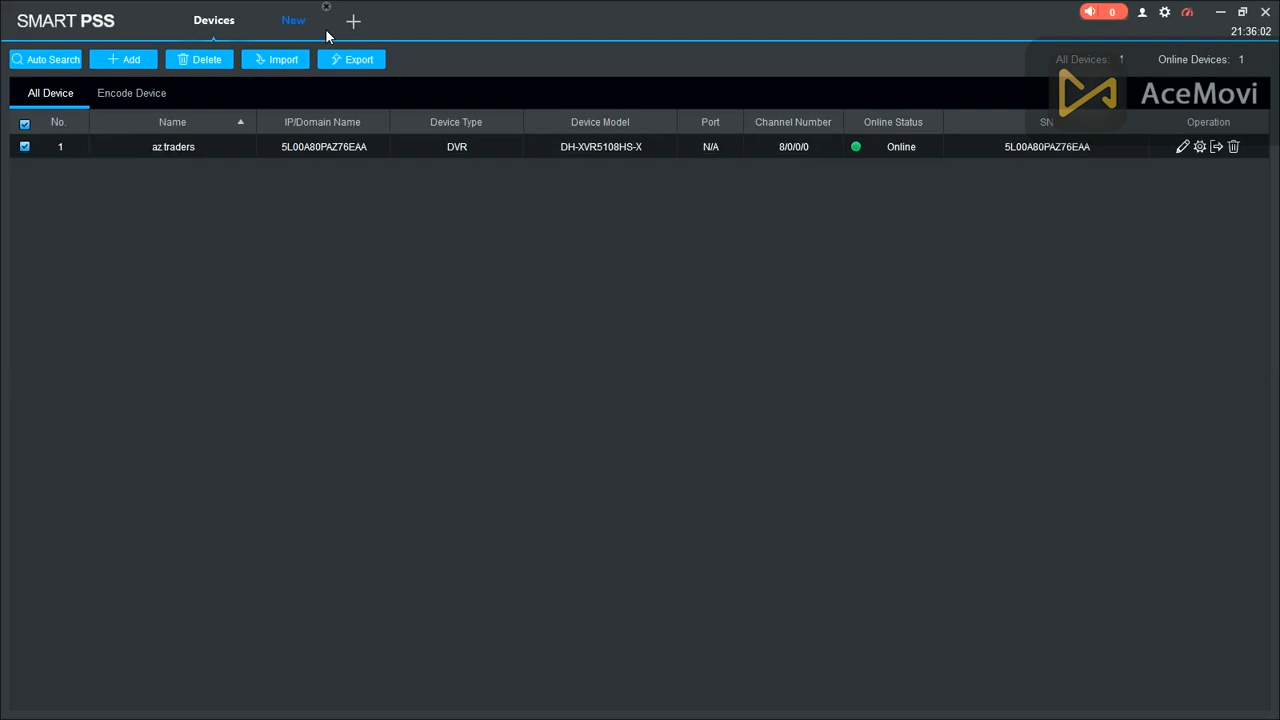 SMART PSS Devices New
0
21:36:02
Auto Search Add Delete Import Export All Devices: 1 Online Devices: 1
AceMovi
All Device Encode Device
No. Name IP/Domain Name Device Type Device Model Port Channel Number Online Status SN Operation
1 az traders 5L00A80PAZ76EAA DVR DH-XVR5108HS-X N/A 8/0/0/0 Online 5L00A80PAZ76EAA